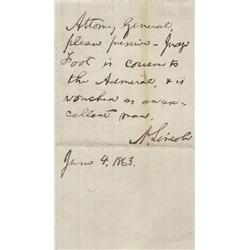 Attorney General,
please preserve - Judge
Foot is cousin to
the Admiral, & is
vouched as an ex-
cellent man.
A. Lincoln
June 4, 1863.